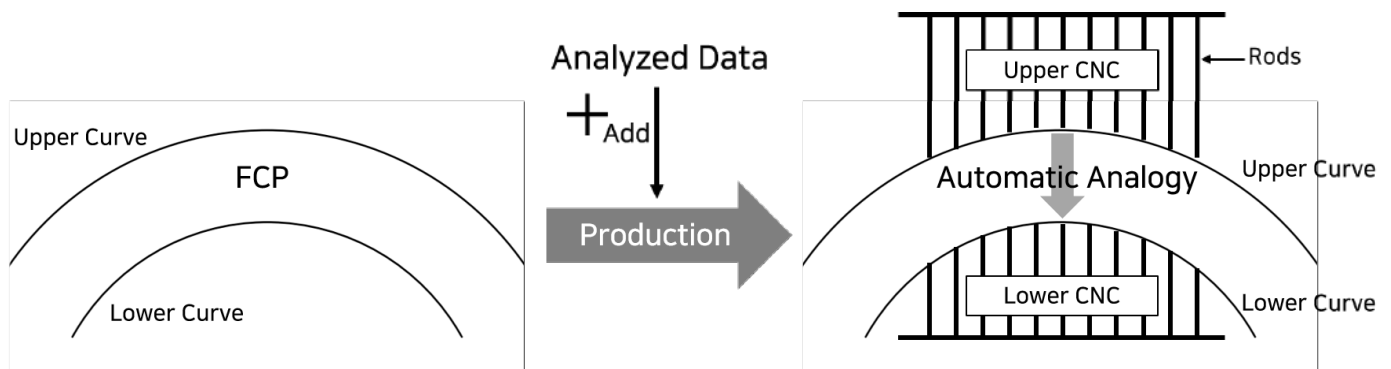 Upper Curve
FCP
Lower Curve
Analyzed Data
Add
Production
Upper CNC
Rods
Automatic Analogy
Upper Curve
Lower CNC
Lower Curve